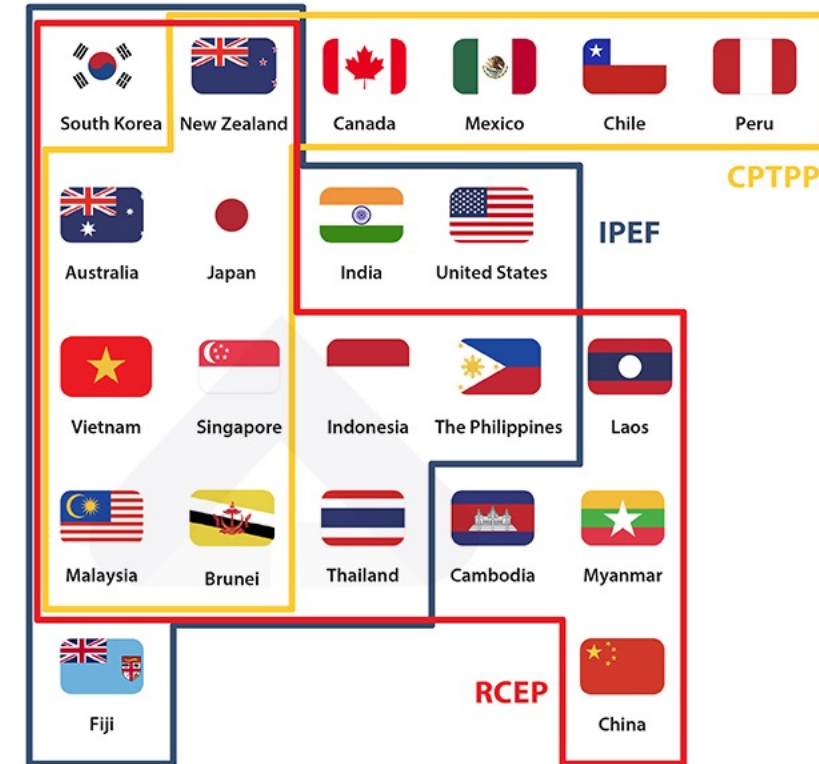 South Korea New Zealand Canada Mexico Chile Peru
CPTPP
IPEF
Australia Japan India United States
Vietnam Singapore Indonesia The Philippines Laos
Malaysia Brunei Thailand Cambodia Myanmar
RCEP
Fiji China